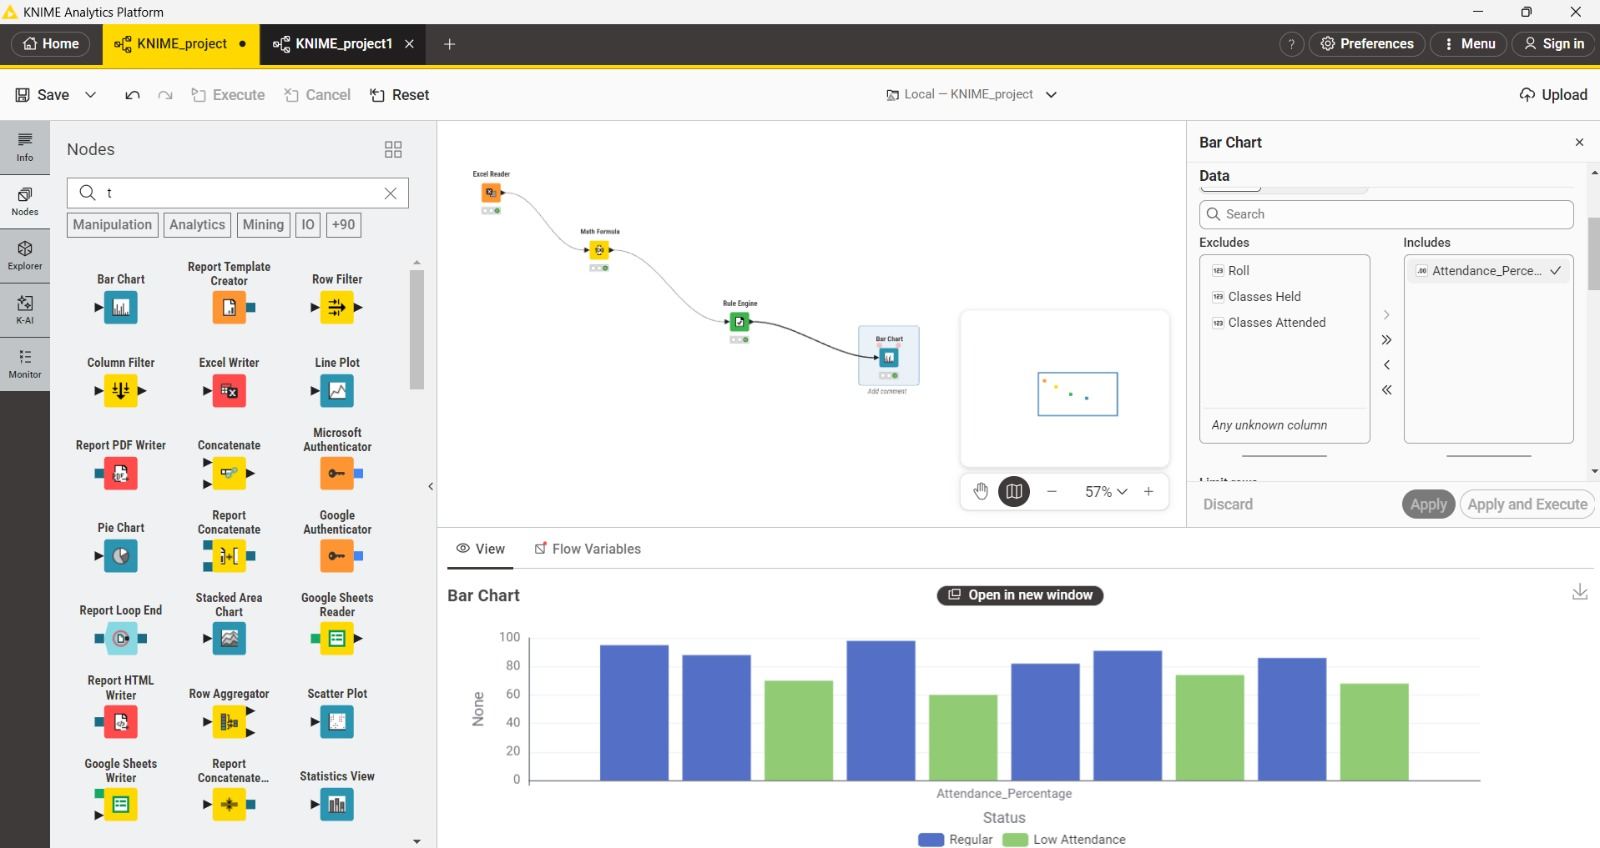 KNIME Analytics Platform
Home
KNIME_project
KNIME_project1
?
Preferences
Menu
Sign in
Save
Execute
Cancel
Reset
Local — KNIME_project
Upload
Info
Nodes
Explorer
K-AI
Monitor
Nodes
t
Manipulation
Analytics
Mining
IO
+90
Bar Chart
Report Template
Creator
Row Filter
Column Filter
Excel Writer
Line Plot
Report PDF Writer
Concatenate
Microsoft
Authenticator
Pie Chart
Report
Concatenate
Google
Authenticator
Report Loop End
Stacked Area
Chart
Google Sheets
Reader
Report HTML
Writer
Row Aggregator
Scatter Plot
Google Sheets
Writer
Report
Concatenate...
Statistics View
Excel Reader
Math Formula
Rule Engine
Bar Chart
Add comment
57%
Bar Chart
Data
Search
Excludes
Includes
Roll
Classes Held
Classes Attended
Any unknown column
Attendance_Perce...
Limit rows
Discard
Apply
Apply and Execute
View
Flow Variables
Bar Chart
Open in new window
None
100
80
60
40
20
0
Attendance_Percentage
Status
Regular
Low Attendance